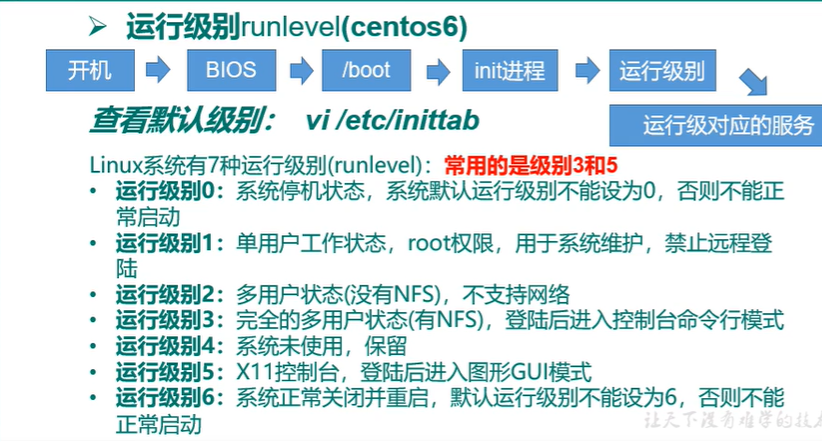 ➢ 运行级别runlevel(centos6)
开机 BIOS /boot init进程 运行级别
查看默认级别： vi /etc/inittab
运行级对应的服务
Linux系统有7种运行级别(runlevel)：常用的是级别3和5
• 运行级别0：系统停机状态，系统默认运行级别不能设为0，否则不能正
常启动
• 运行级别1：单用户工作状态，root权限，用于系统维护，禁止远程登
陆
• 运行级别2：多用户状态(没有NFS)，不支持网络
• 运行级别3：完全的多用户状态(有NFS)，登陆后进入控制台命令行模式
• 运行级别4：系统未使用，保留
• 运行级别5：X11控制台，登陆后进入图形GUI模式
• 运行级别6：系统正常关闭并重启，默认运行级别不能设为6，否则不能
正常启动
让天下没有难学的技